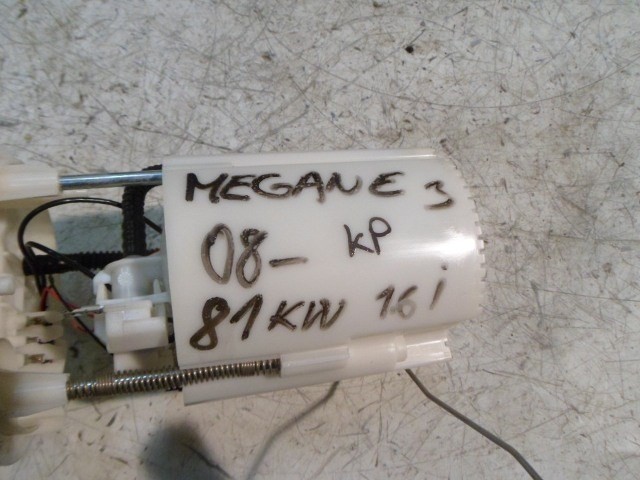 MEGANE 3
08- KP
81KW 16i